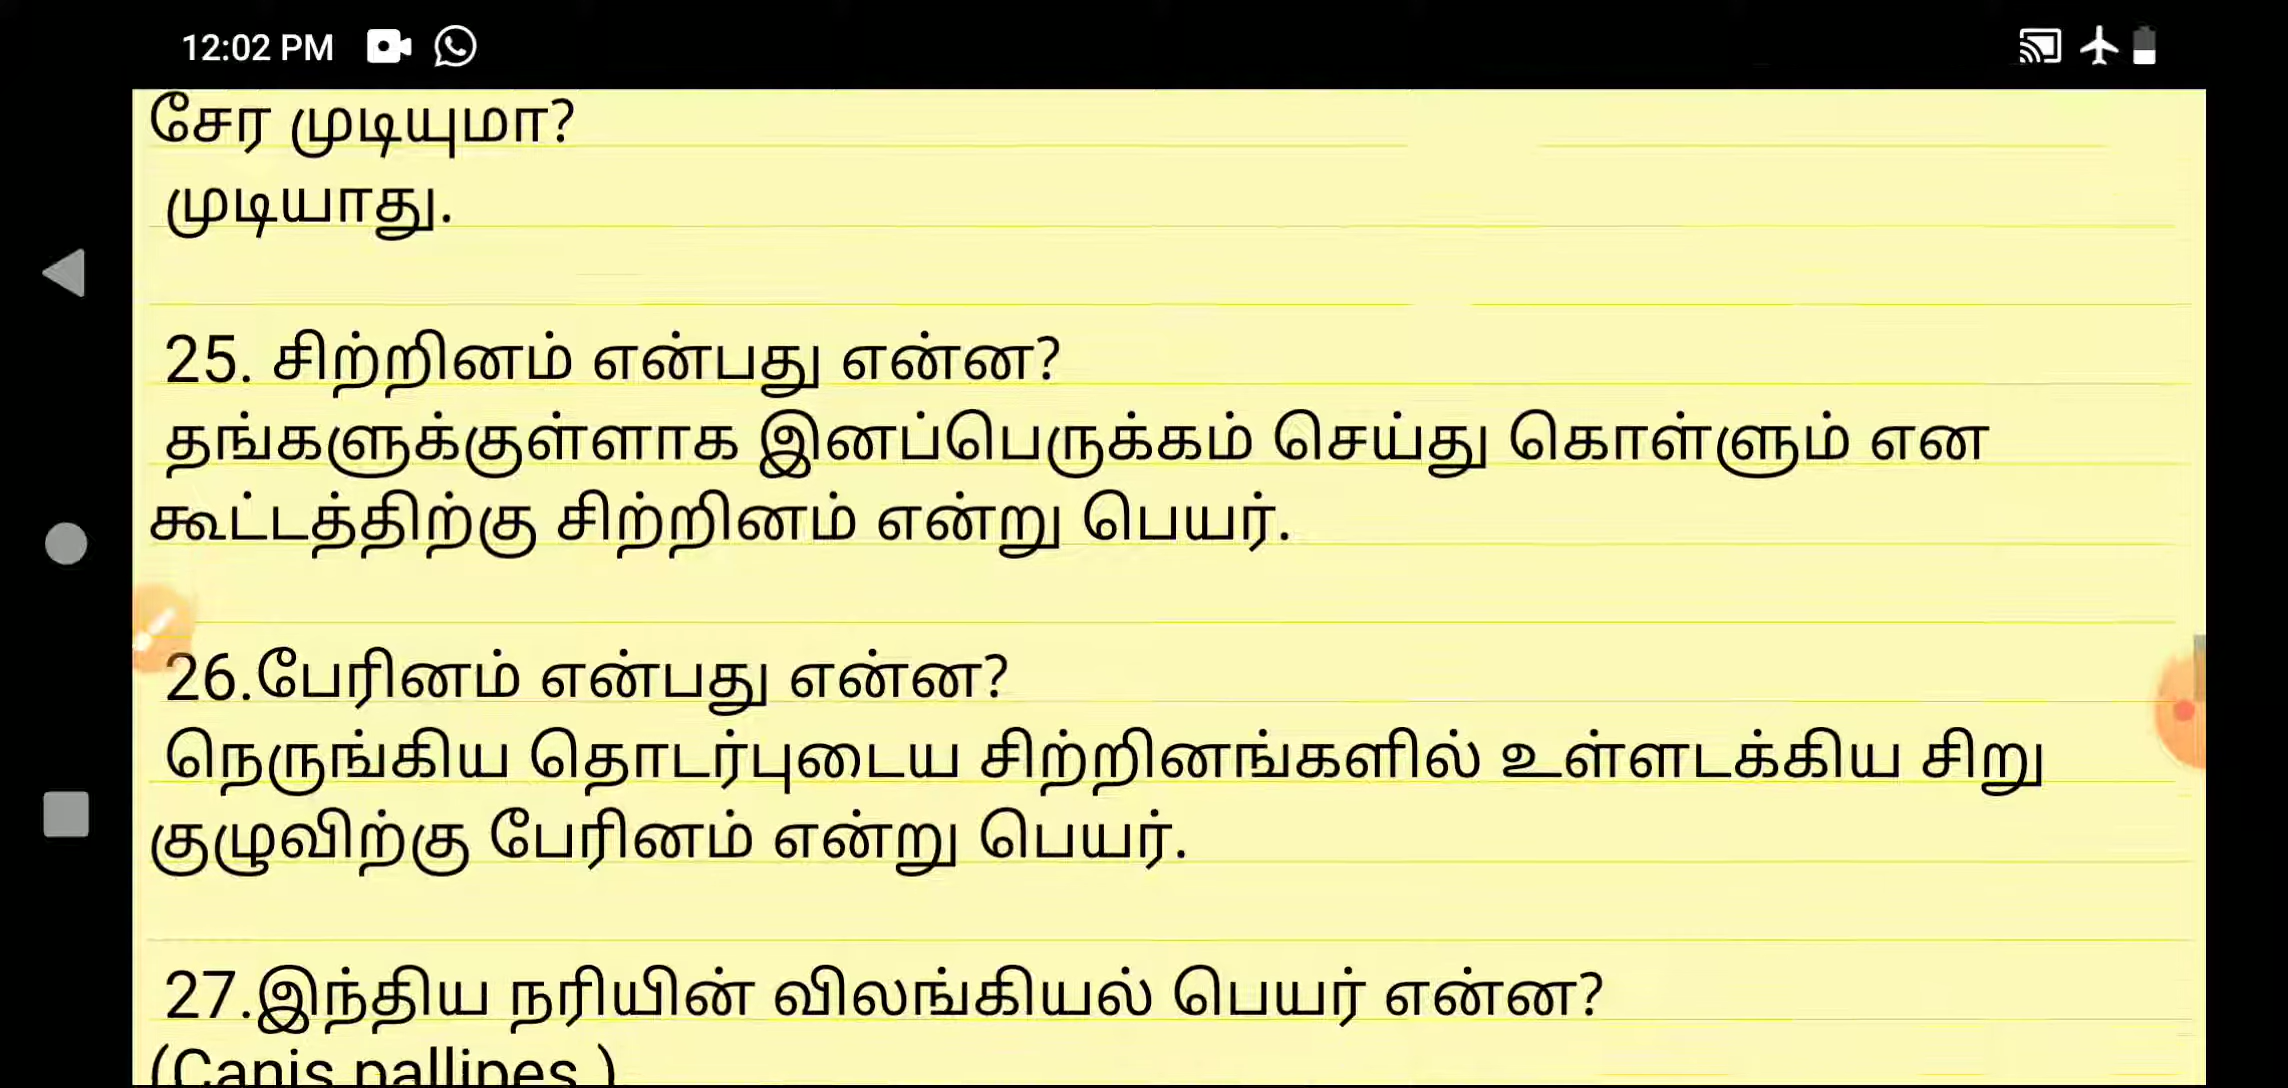 12:02 PM
சேர முடியுமா?
முடியாது.
25. சிற்றினம் என்பது என்ன?
தங்களுக்குள்ளாக இனப்பெருக்கம் செய்து கொள்ளும் என
கூட்டத்திற்கு சிற்றினம் என்று பெயர்.
26.பேரினம் என்பது என்ன?
நெருங்கிய தொடர்புடைய சிற்றினங்களில் உள்ளடக்கிய சிறு
குழுவிற்கு பேரினம் என்று பெயர்.
27.இந்திய நரியின் விலங்கியல் பெயர் என்ன?
(Canis pallipes )